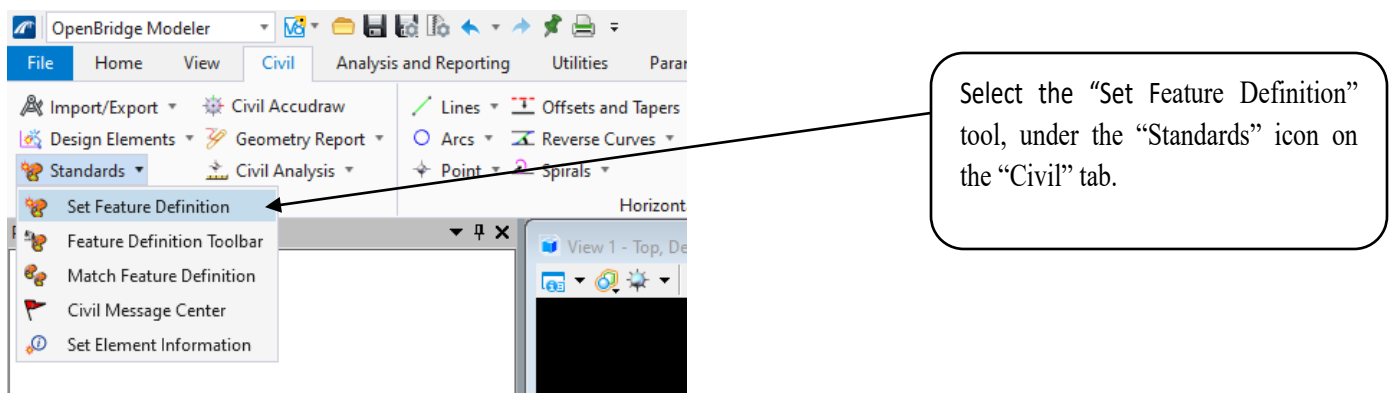 OpenBridge Modeler
File Home View Civil Analysis and Reporting Utilities
Import/Export Civil Accudraw Lines Offsets and Tapers
Design Elements Geometry Report Arcs Reverse Curves
Standards Civil Analysis Point Spirals
Set Feature Definition
Feature Definition Toolbar
Match Feature Definition
Civil Message Center
Set Element Information
View 1 - Top, De
Select the “Set Feature Definition”
tool, under the “Standards” icon on
the “Civil” tab.